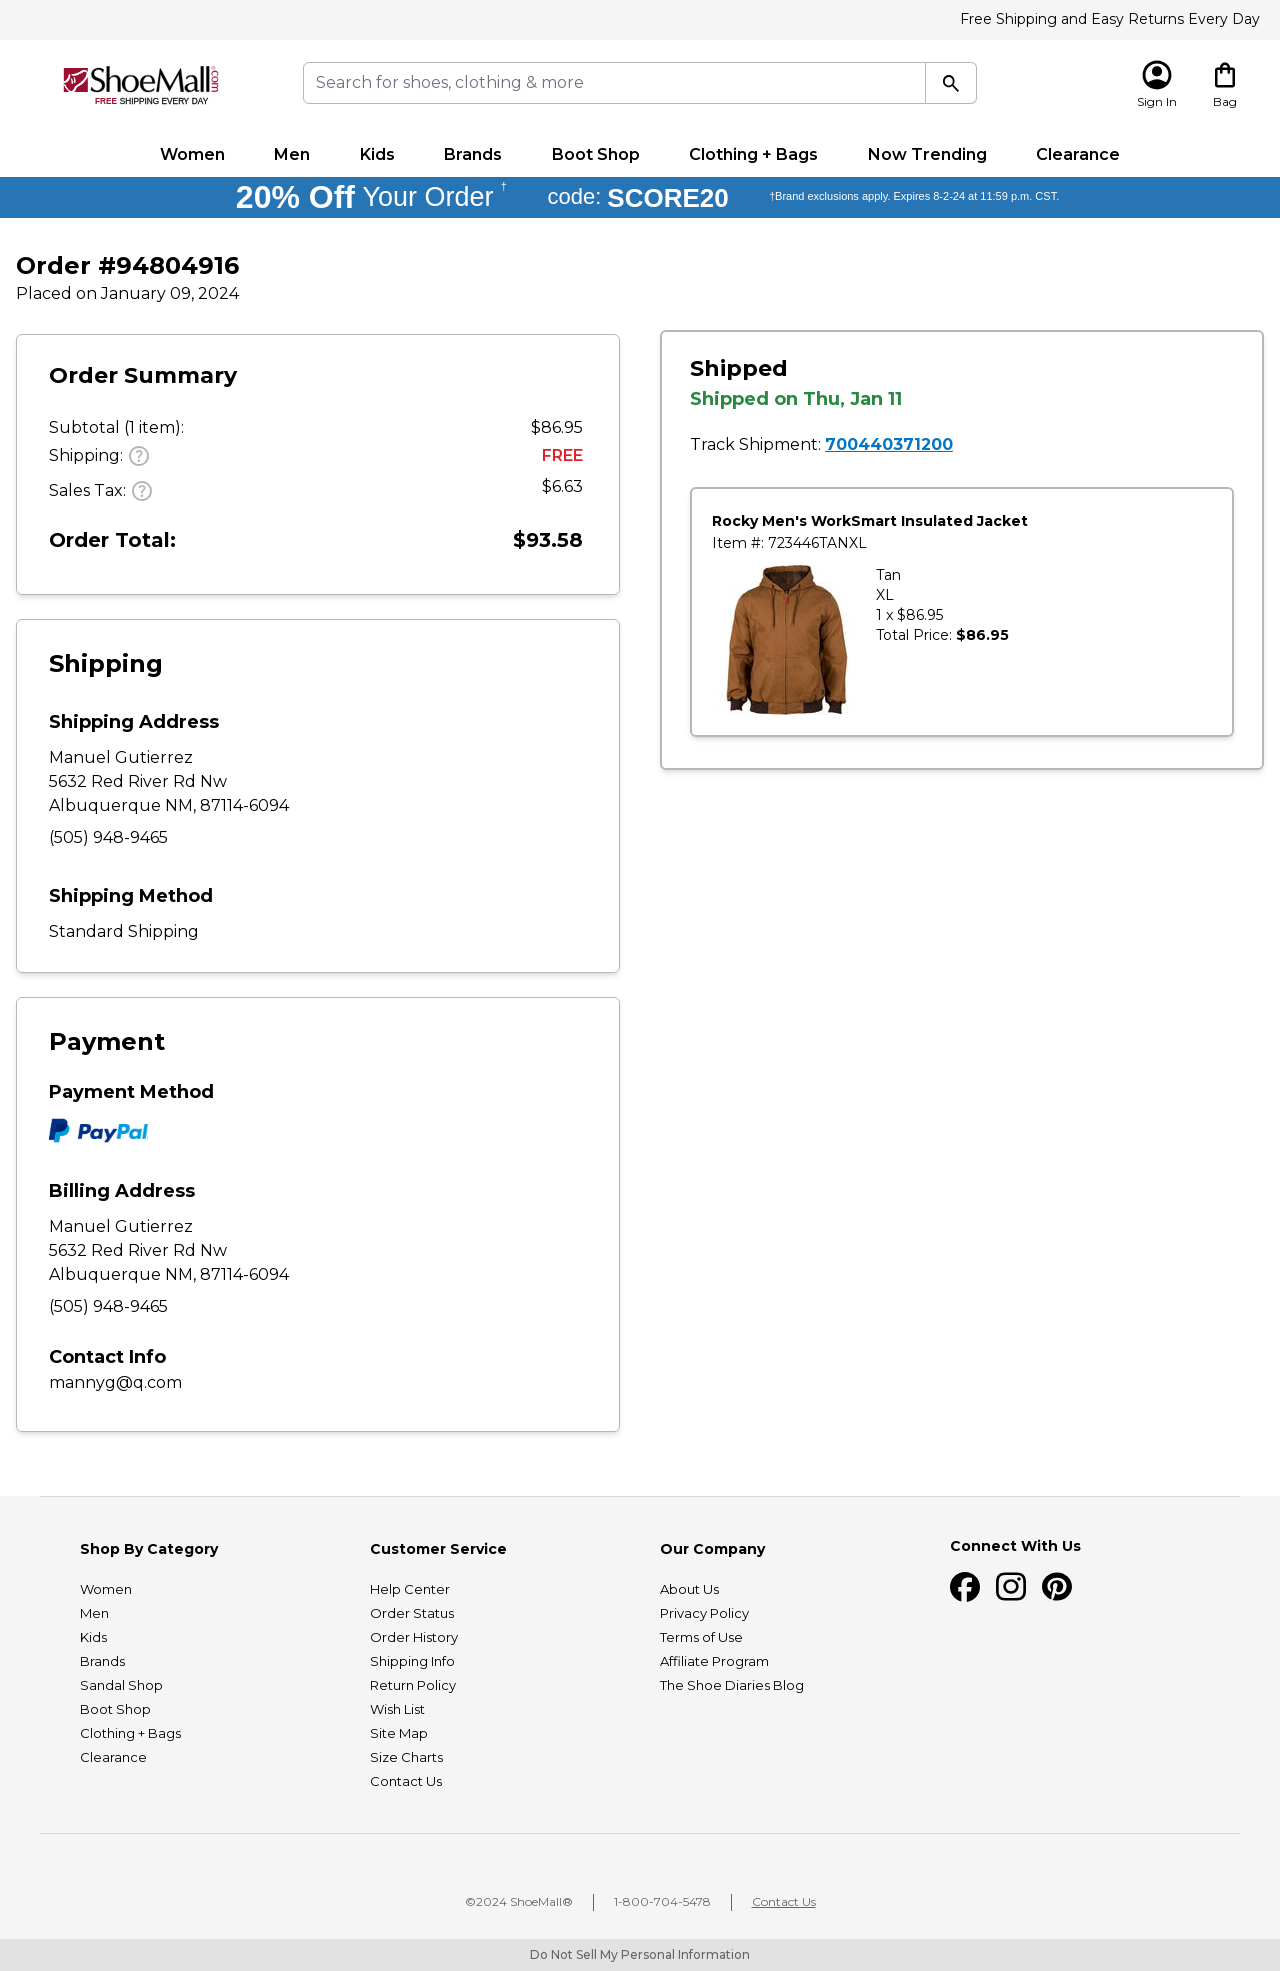 Free Shipping and Easy Returns Every Day
ShoeMall®.com
FREE SHIPPING EVERY DAY
Search for shoes, clothing & more
Sign In
Bag
Women Men Kids Brands Boot Shop Clothing + Bags Now Trending Clearance
20% Off Your Order † code: SCORE20 †Brand exclusions apply. Expires 8-2-24 at 11:59 p.m. CST.
Order #94804916
Placed on January 09, 2024
Order Summary
Subtotal (1 item): $86.95
Shipping: ? FREE
Sales Tax: ? $6.63
Order Total: $93.58
Shipping
Shipping Address
Manuel Gutierrez
5632 Red River Rd Nw
Albuquerque NM, 87114-6094
(505) 948-9465
Shipping Method
Standard Shipping
Payment
Payment Method
PayPal
Billing Address
Manuel Gutierrez
5632 Red River Rd Nw
Albuquerque NM, 87114-6094
(505) 948-9465
Contact Info
mannyg@q.com
Shipped
Shipped on Thu, Jan 11
Track Shipment: 700440371200
Rocky Men's WorkSmart Insulated Jacket
Item #: 723446TANXL
Tan
XL
1 x $86.95
Total Price: $86.95
Shop By Category
Women
Men
Kids
Brands
Sandal Shop
Boot Shop
Clothing + Bags
Clearance
Customer Service
Help Center
Order Status
Order History
Shipping Info
Return Policy
Wish List
Site Map
Size Charts
Contact Us
Our Company
About Us
Privacy Policy
Terms of Use
Affiliate Program
The Shoe Diaries Blog
Connect With Us
©2024 ShoeMall® 1-800-704-5478 Contact Us
Do Not Sell My Personal Information